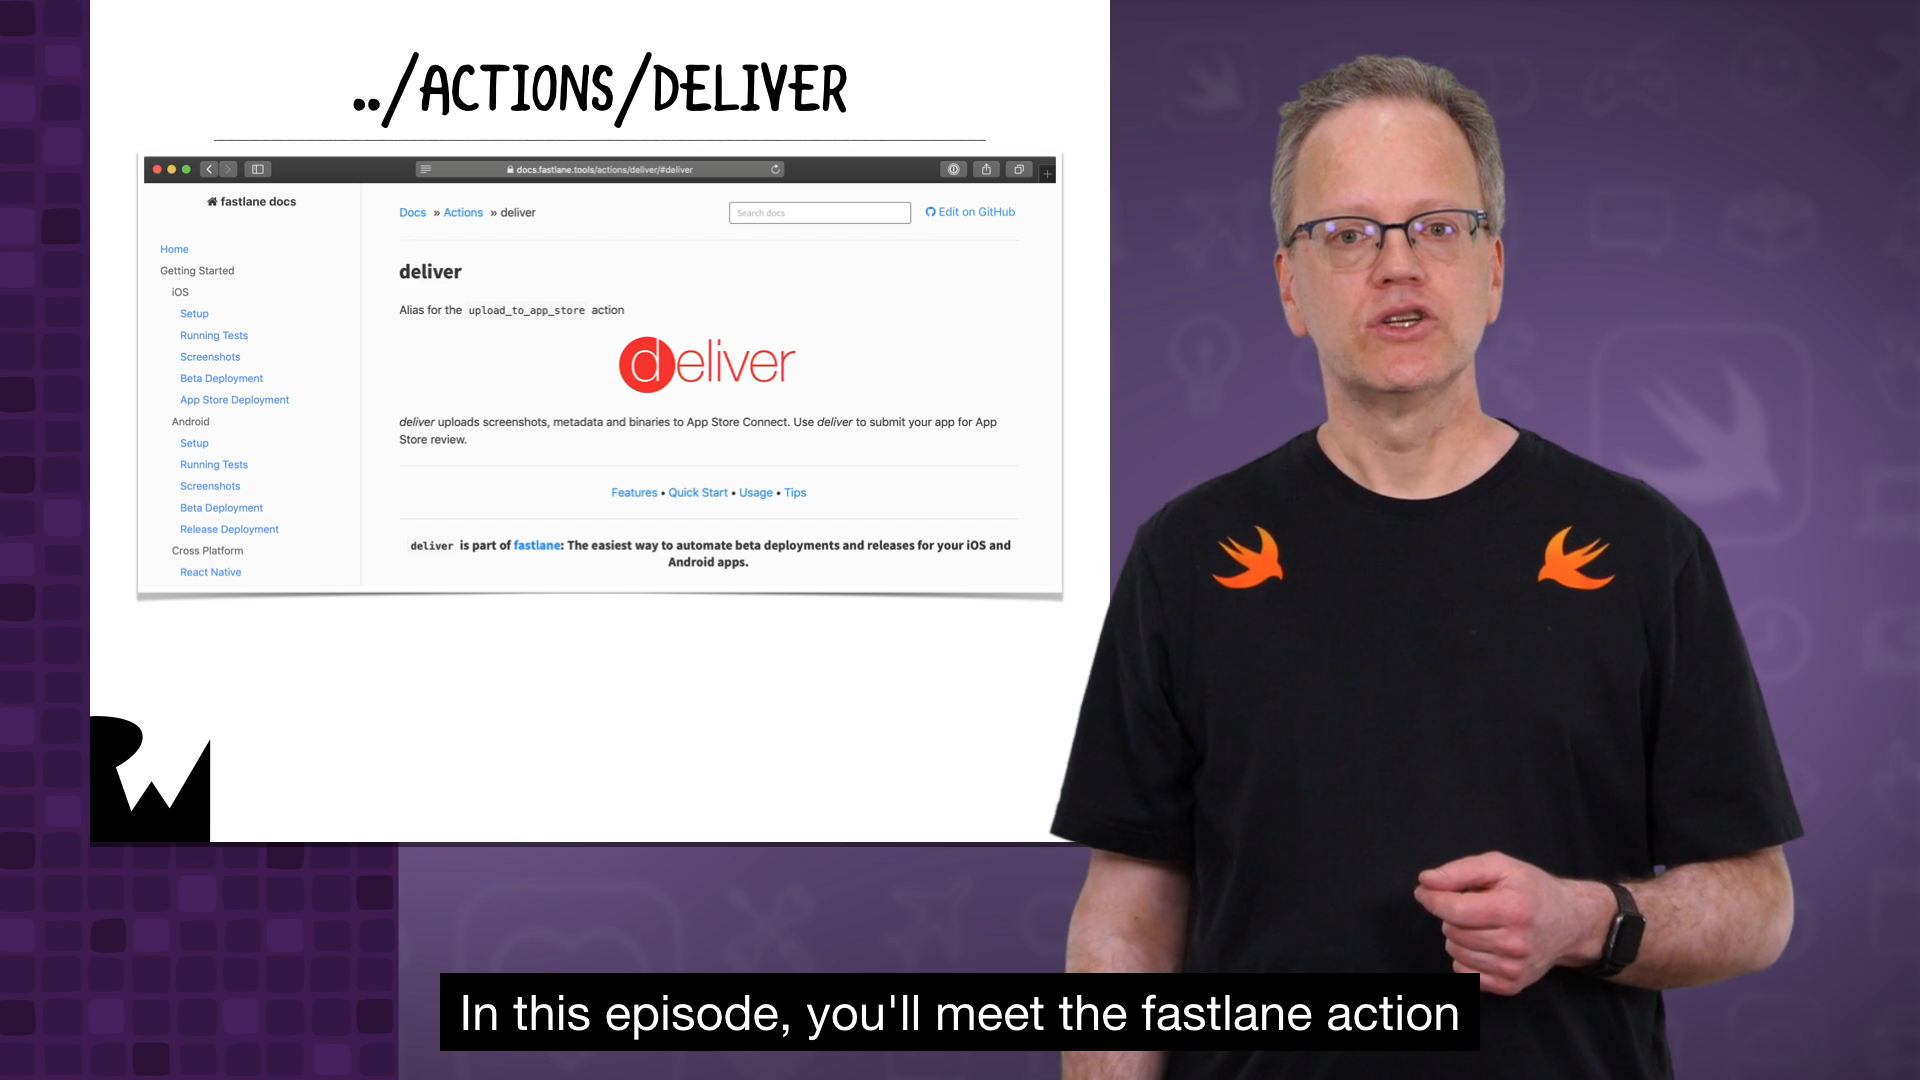 ../ACTIONS/DELIVER
docs.fastlane.tools/actions/deliver/#deliver
fastlane docs
Docs » Actions » deliver
Search docs
Edit on GitHub
Home
Getting Started
iOS
Setup
Running Tests
Screenshots
Beta Deployment
App Store Deployment
Android
Setup
Running Tests
Screenshots
Beta Deployment
Release Deployment
Cross Platform
React Native
deliver
Alias for the upload_to_app_store action
deliver
deliver uploads screenshots, metadata and binaries to App Store Connect. Use deliver to submit your app for App
Store review.
Features • Quick Start • Usage • Tips
deliver is part of fastlane: The easiest way to automate beta deployments and releases for your iOS and
Android apps.
RW
In this episode, you'll meet the fastlane action